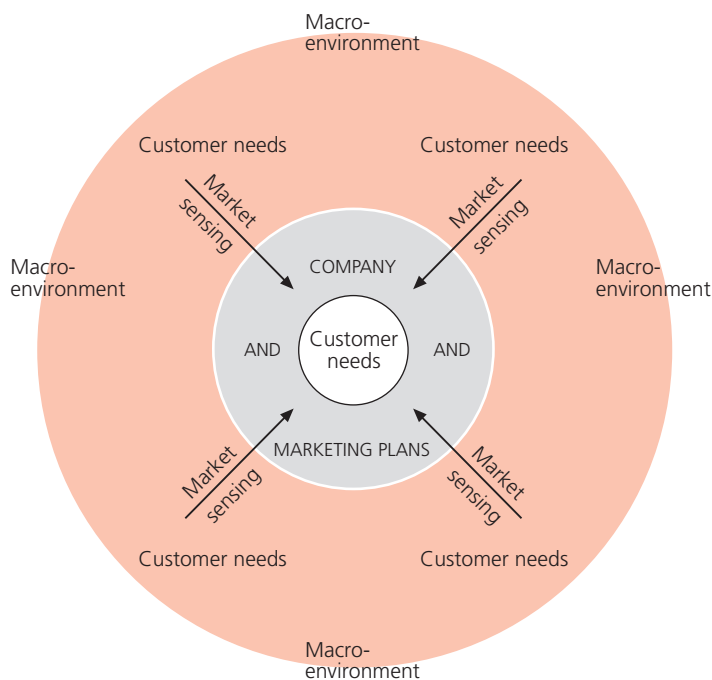 Macro-
environment
Customer needs
Customer needs
Market
sensing
Market
sensing
COMPANY
Macro-
environment
Macro-
environment
AND
Customer
needs
AND
MARKETING PLANS
Market
sensing
Market
sensing
Customer needs
Customer needs
Macro-
environment